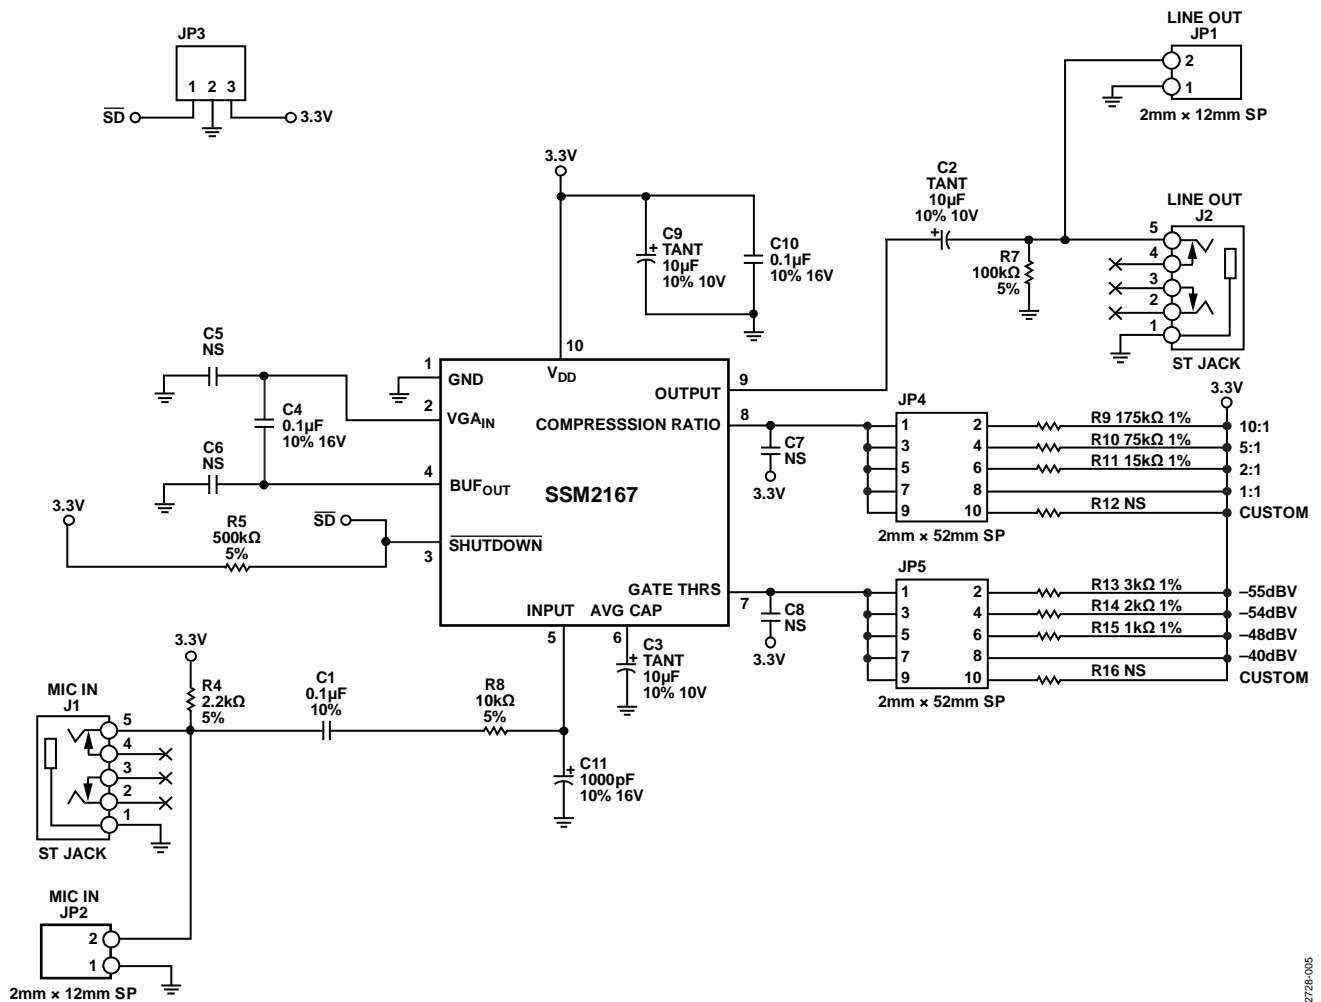 JP3
1 2 3
SD
3.3V
LINE OUT
JP1
2
1
2mm × 12mm SP
3.3V
C9
TANT
10µF
10% 10V
C10
0.1µF
10% 16V
C2
TANT
10µF
10% 10V
R7
100kΩ
5%
LINE OUT
J2
5
4
3
2
1
ST JACK
C5
NS
C4
0.1µF
10% 16V
C6
NS
3.3V
R5
500kΩ
5%
SD
1
GND
2
VGAIN
4
BUFOUT
3
SHUTDOWN
10
VDD
SSM2167
OUTPUT
9
COMPRESSSION RATIO
8
GATE THRS
7
INPUT
5
AVG CAP
6
C7
NS
3.3V
JP4
1 2
3 4
5 6
7 8
9 10
2mm × 52mm SP
3.3V
R9 175kΩ 1%
10:1
R10 75kΩ 1%
5:1
R11 15kΩ 1%
2:1
1:1
R12 NS
CUSTOM
C8
NS
3.3V
JP5
1 2
3 4
5 6
7 8
9 10
2mm × 52mm SP
R13 3kΩ 1%
–55dBV
R14 2kΩ 1%
–54dBV
R15 1kΩ 1%
–48dBV
–40dBV
R16 NS
CUSTOM
C3
TANT
10µF
10% 10V
3.3V
R4
2.2kΩ
5%
C1
0.1µF
10%
R8
10kΩ
5%
C11
1000pF
10% 16V
MIC IN
J1
5
4
3
2
1
ST JACK
MIC IN
JP2
2
1
2mm × 12mm SP
2728-005